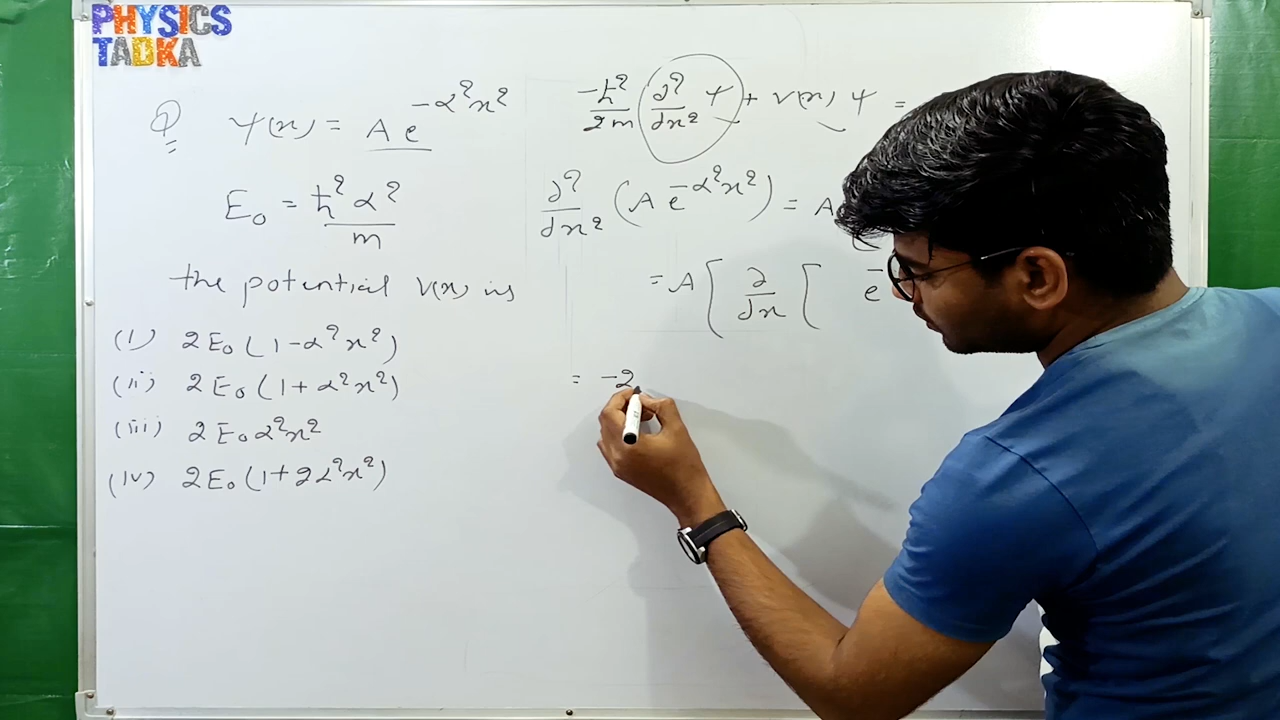 PHYSICS
TADKA
Q ψ(x) = A e^{-α²x²}
E₀ = ħ²α²/m
the potential V(x) is
(i) 2E₀(1-α²x²)
(ii) 2E₀(1+α²x²)
(iii) 2E₀α²x²
(iv) 2E₀(1+2α²x²)
-ħ²/2m ∂²/∂x² ψ + V(x) ψ =
∂²/∂x² (A e^{-α²x²}) = A
= A [ ∂/∂x [ e^-
= -2